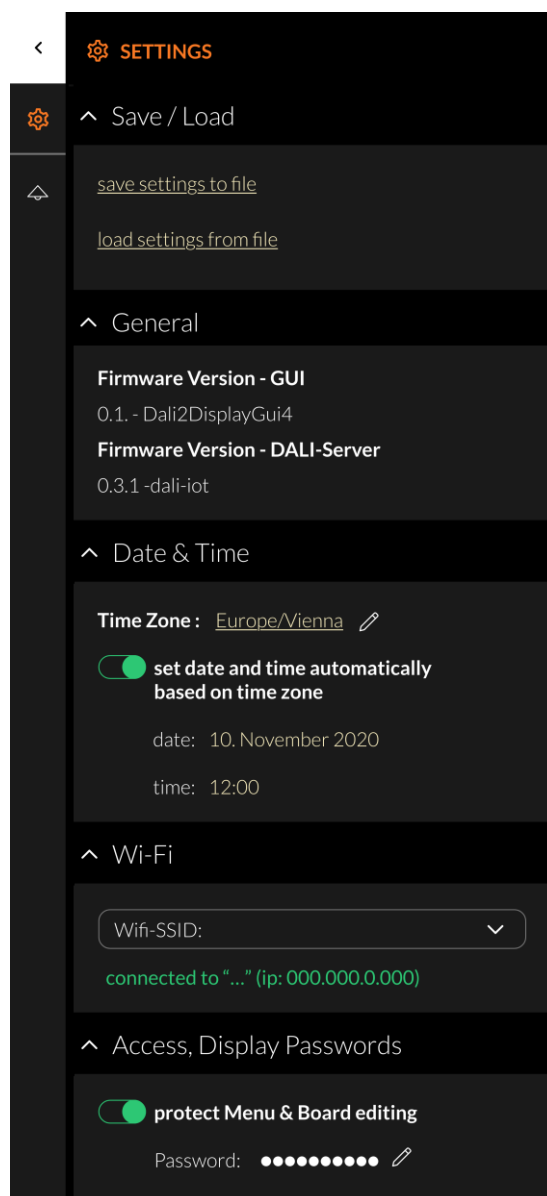 SETTINGS
Save / Load
save settings to file
load settings from file
General
Firmware Version - GUI
0.1. - Dali2DisplayGui4
Firmware Version - DALI-Server
0.3.1 -dali-iot
Date & Time
Time Zone : Europe/Vienna
set date and time automatically
based on time zone
date: 10. November 2020
time: 12:00
Wi-Fi
Wifi-SSID:
connected to “...” (ip: 000.000.0.000)
Access, Display Passwords
protect Menu & Board editing
Password: ●●●●●●●●●●